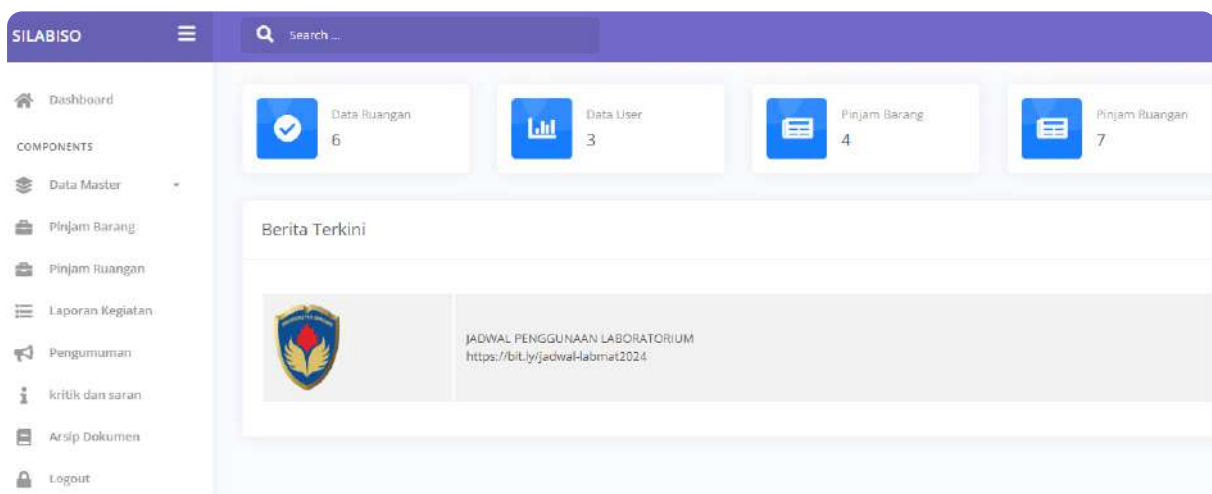 SILABISO
Search ...
Dashboard
COMPONENTS
Data Master
Pinjam Barang
Pinjam Ruangan
Laporan Kegiatan
Pengumuman
kritik dan saran
Arsip Dokumen
Logout
Data Ruangan
6
Data User
3
Pinjam Barang
4
Pinjam Ruangan
7
Berita Terkini
JADWAL PENGGUNAAN LABORATORIUM
https://bit.ly/jadwal-labmat2024